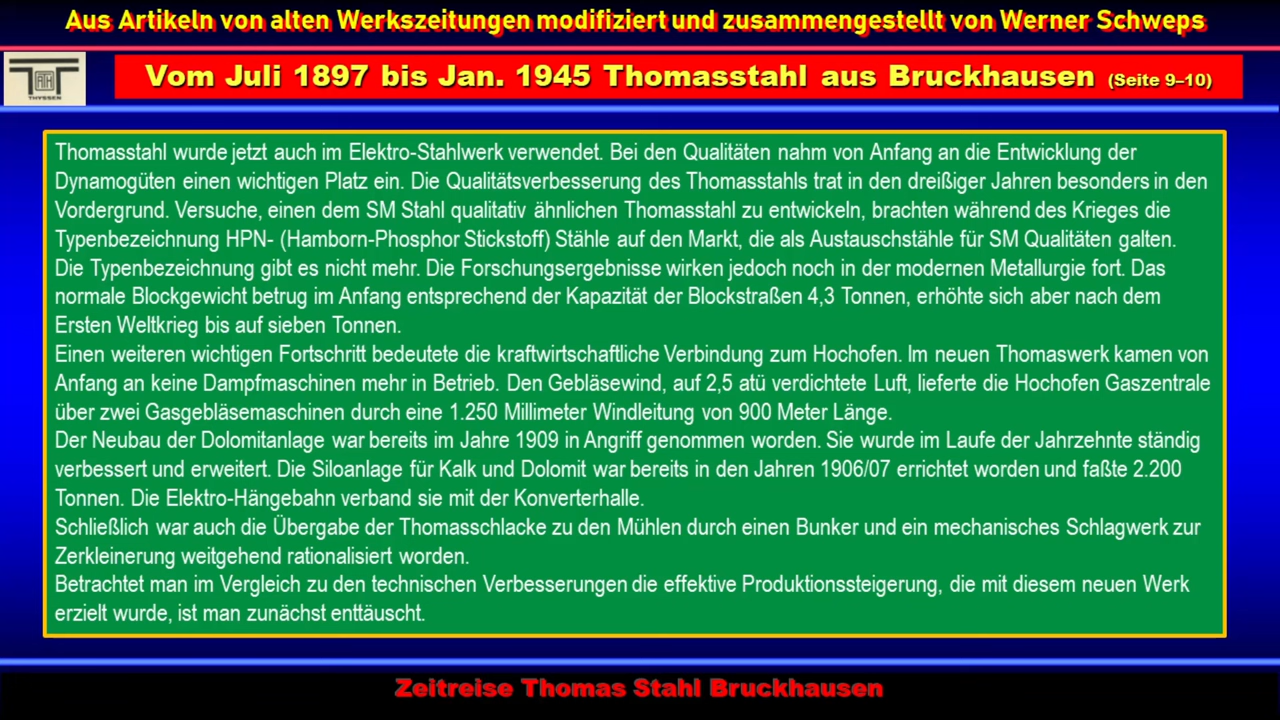 Aus Artikeln von alten Werkszeitungen modifiziert und zusammengestellt von Werner Schweps
ATH
THYSSEN
Vom Juli 1897 bis Jan. 1945 Thomasstahl aus Bruckhausen (Seite 9–10)
Thomasstahl wurde jetzt auch im Elektro-Stahlwerk verwendet. Bei den Qualitäten nahm von Anfang an die Entwicklung der
Dynamogüten einen wichtigen Platz ein. Die Qualitätsverbesserung des Thomasstahls trat in den dreißiger Jahren besonders in den
Vordergrund. Versuche, einen dem SM Stahl qualitativ ähnlichen Thomasstahl zu entwickeln, brachten während des Krieges die
Typenbezeichnung HPN- (Hamborn-Phosphor Stickstoff) Stähle auf den Markt, die als Austauschstähle für SM Qualitäten galten.
Die Typenbezeichnung gibt es nicht mehr. Die Forschungsergebnisse wirken jedoch noch in der modernen Metallurgie fort. Das
normale Blockgewicht betrug im Anfang entsprechend der Kapazität der Blockstraßen 4,3 Tonnen, erhöhte sich aber nach dem
Ersten Weltkrieg bis auf sieben Tonnen.
Einen weiteren wichtigen Fortschritt bedeutete die kraftwirtschaftliche Verbindung zum Hochofen. Im neuen Thomaswerk kamen von
Anfang an keine Dampfmaschinen mehr in Betrieb. Den Gebläsewind, auf 2,5 atü verdichtete Luft, lieferte die Hochofen Gaszentrale
über zwei Gasgebläsemaschinen durch eine 1.250 Millimeter Windleitung von 900 Meter Länge.
Der Neubau der Dolomitanlage war bereits im Jahre 1909 in Angriff genommen worden. Sie wurde im Laufe der Jahrzehnte ständig
verbessert und erweitert. Die Siloanlage für Kalk und Dolomit war bereits in den Jahren 1906/07 errichtet worden und faßte 2.200
Tonnen. Die Elektro-Hängebahn verband sie mit der Konverterhalle.
Schließlich war auch die Übergabe der Thomasschlacke zu den Mühlen durch einen Bunker und ein mechanisches Schlagwerk zur
Zerkleinerung weitgehend rationalisiert worden.
Betrachtet man im Vergleich zu den technischen Verbesserungen die effektive Produktionssteigerung, die mit diesem neuen Werk
erzielt wurde, ist man zunächst enttäuscht.
Zeitreise Thomas Stahl Bruckhausen